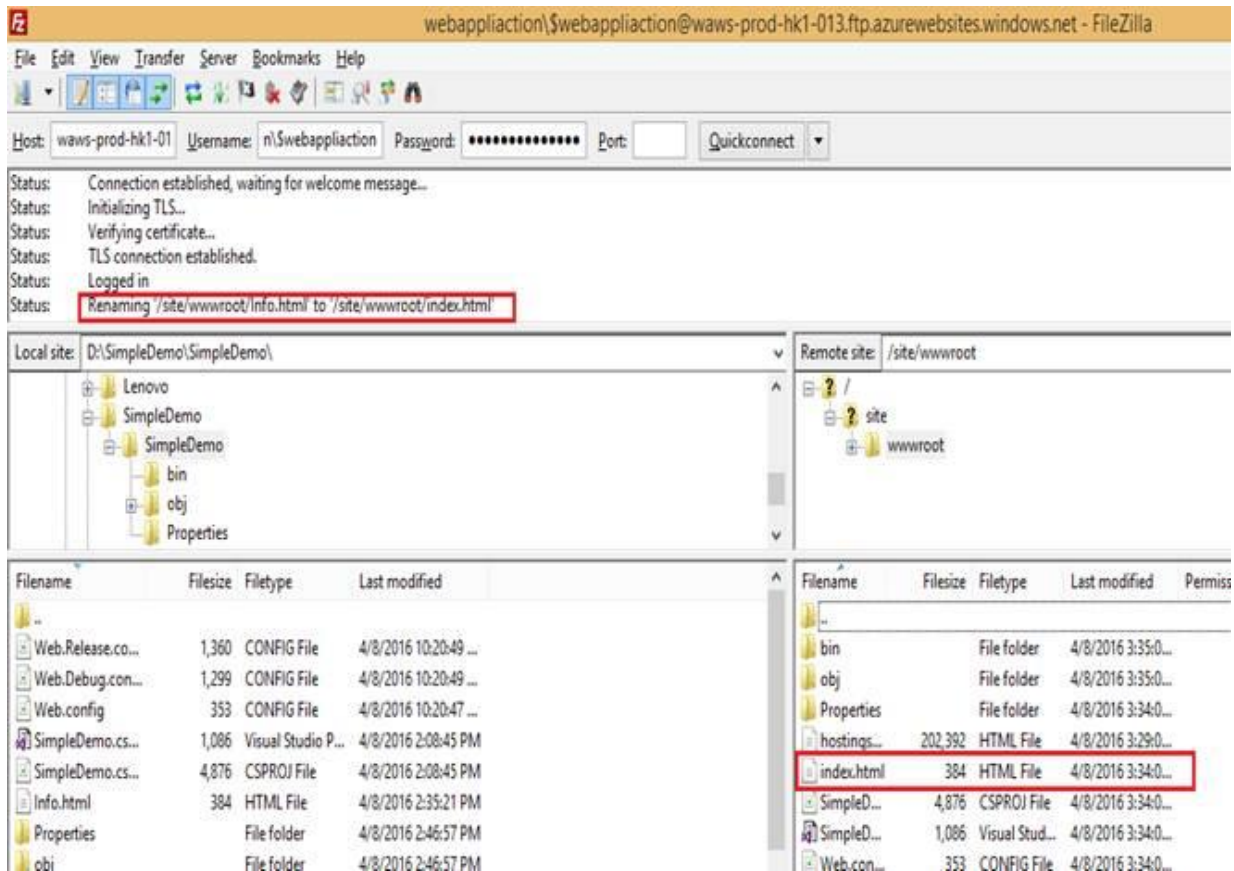 Fz
webappliaction\$webappliaction@waws-prod-hk1-013.ftp.azurewebsites.windows.net - FileZilla
File Edit View Transfer Server Bookmarks Help
Host: waws-prod-hk1-01 Username: n\$webappliaction Password: ●●●●●●●●●●●●●●● Port: Quickconnect
Status: Connection established, waiting for welcome message...
Status: Initializing TLS...
Status: Verifying certificate...
Status: TLS connection established.
Status: Logged in
Status: Renaming '/site/wwwroot/Info.html' to '/site/wwwroot/index.html'
Local site: D:\SimpleDemo\SimpleDemo\
Lenovo
SimpleDemo
SimpleDemo
bin
obj
Properties
Remote site: /site/wwwroot
? /
? site
wwwroot
Filename Filesize Filetype Last modified
..
Web.Release.co... 1,360 CONFIG File 4/8/2016 10:20:49 ...
Web.Debug.con... 1,299 CONFIG File 4/8/2016 10:20:49 ...
Web.config 353 CONFIG File 4/8/2016 10:20:47 ...
SimpleDemo.cs... 1,086 Visual Studio P... 4/8/2016 2:08:45 PM
SimpleDemo.cs... 4,876 CSPROJ File 4/8/2016 2:08:45 PM
Info.html 384 HTML File 4/8/2016 2:35:21 PM
Properties File folder 4/8/2016 2:46:57 PM
obj File folder 4/8/2016 2:46:57 PM
Filename Filesize Filetype Last modified Permiss
..
bin File folder 4/8/2016 3:35:0...
obj File folder 4/8/2016 3:35:0...
Properties File folder 4/8/2016 3:34:0...
hostings... 202,392 HTML File 4/8/2016 3:29:0...
index.html 384 HTML File 4/8/2016 3:34:0...
SimpleD... 4,876 CSPROJ File 4/8/2016 3:34:0...
SimpleD... 1,086 Visual Stud... 4/8/2016 3:34:0...
Web.con... 353 CONFIG File 4/8/2016 3:34:0...